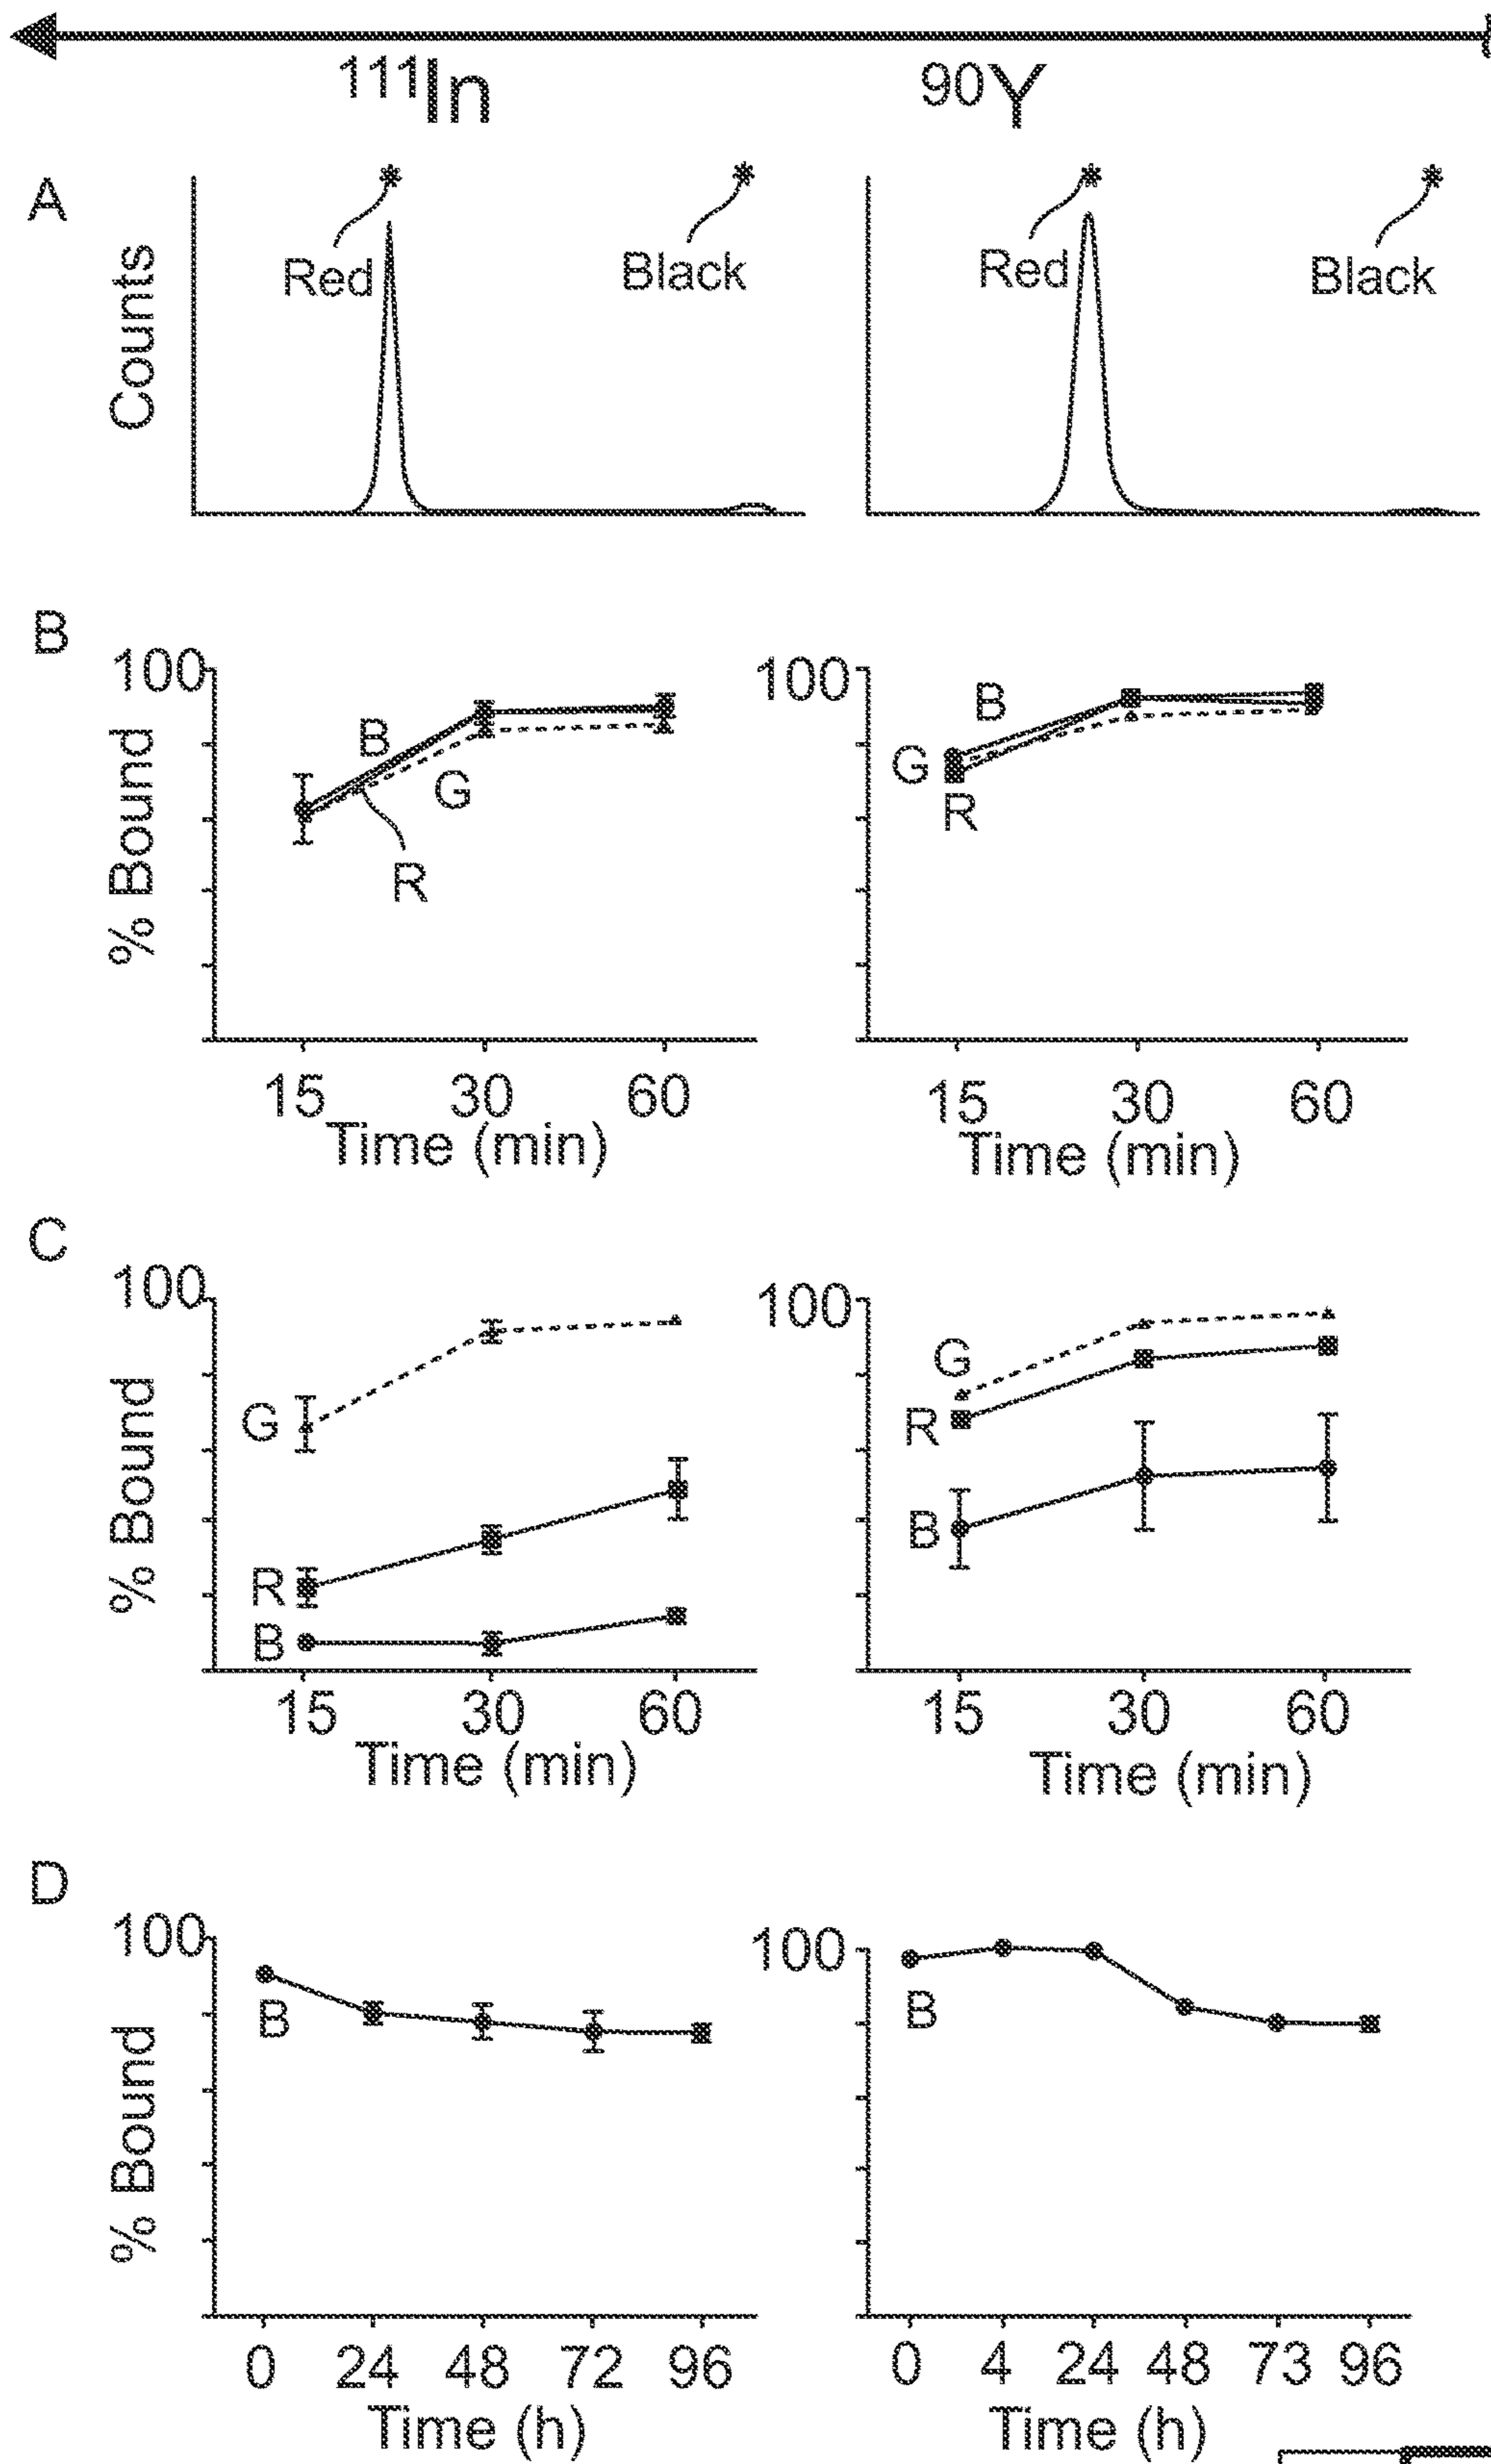 ¹¹¹In ⁹⁰Y
A
Counts
Red Black
Red Black
B
% Bound
100
B
G
R
15 30 60
Time (min)
100
B
G
R
15 30 60
Time (min)
C
% Bound
100
G
R
B
15 30 60
Time (min)
100
G
R
B
15 30 60
Time (min)
D
% Bound
100
B
0 24 48 72 96
Time (h)
100
B
0 4 24 48 73 96
Time (h)